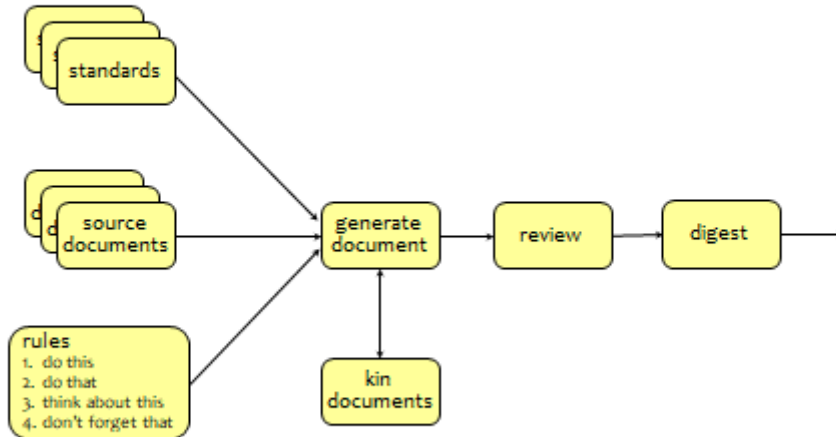 standards
source
documents
generate
document
review
digest
rules
1. do this
2. do that
3. think about this
4. don't forget that
kin
documents